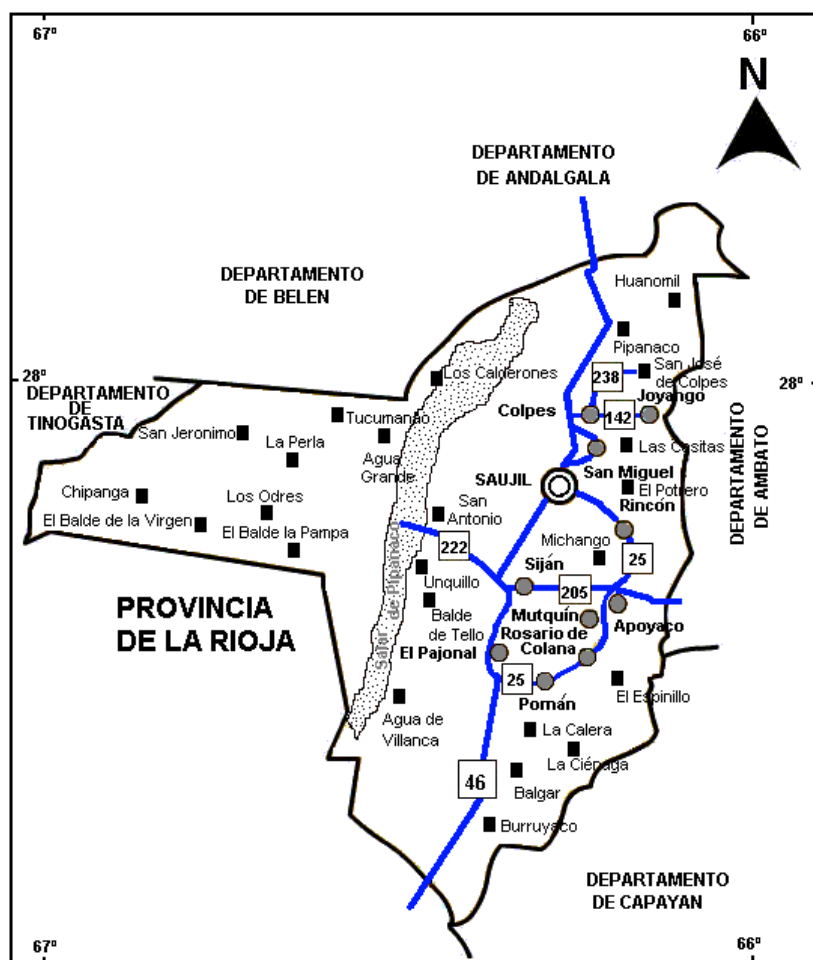 67º
66º
N
DEPARTAMENTO
DE ANDALGALA
DEPARTAMENTO
DE BELEN
Huanomil
Pipanaco
28º
28º
Los Calderones
238
San José
de Colpes
DEPARTAMENTO
DE
TINOGASTA
Colpes
142
Joyango
Tucumanao
San Jeronimo
La Perla
Agua
Grande
Las Casitas
DEPARTAMENTO
DE AMBATO
SAUJIL
San Miguel
El Potrero
Chipanga
Los Odres
San
Antonio
Rincón
El Balde de la Virgen
El Balde la Pampa
222
Michango
25
Salar de Pipanaco
Unquillo
Siján
205
PROVINCIA
DE LA RIOJA
Balde
de Tello
Mutquín
Apoyaco
Rosario de
Colana
El Pajonal
25
Pomán
El Espinillo
Agua de
Villanca
La Calera
La Ciénaga
46
Balgar
Burruyaco
DEPARTAMENTO
DE CAPAYAN
67º
66º